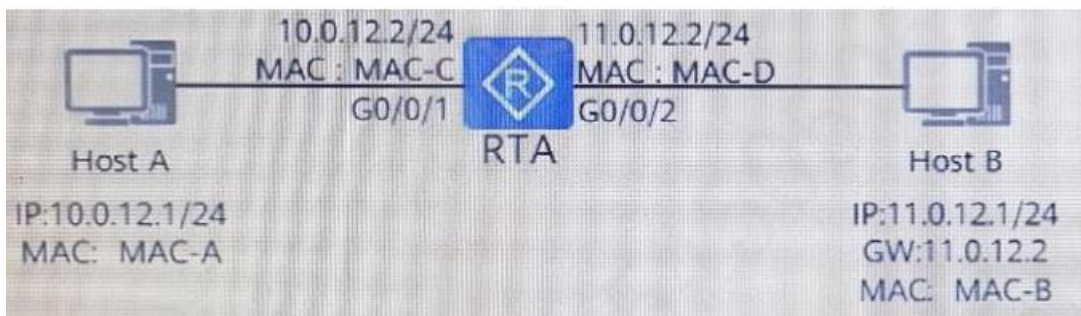 10.0.12.2/24
MAC : MAC-C
G0/0/1
R
RTA
11.0.12.2/24
MAC : MAC-D
G0/0/2
Host A
IP:10.0.12.1/24
MAC: MAC-A
Host B
IP:11.0.12.1/24
GW:11.0.12.2
MAC: MAC-B